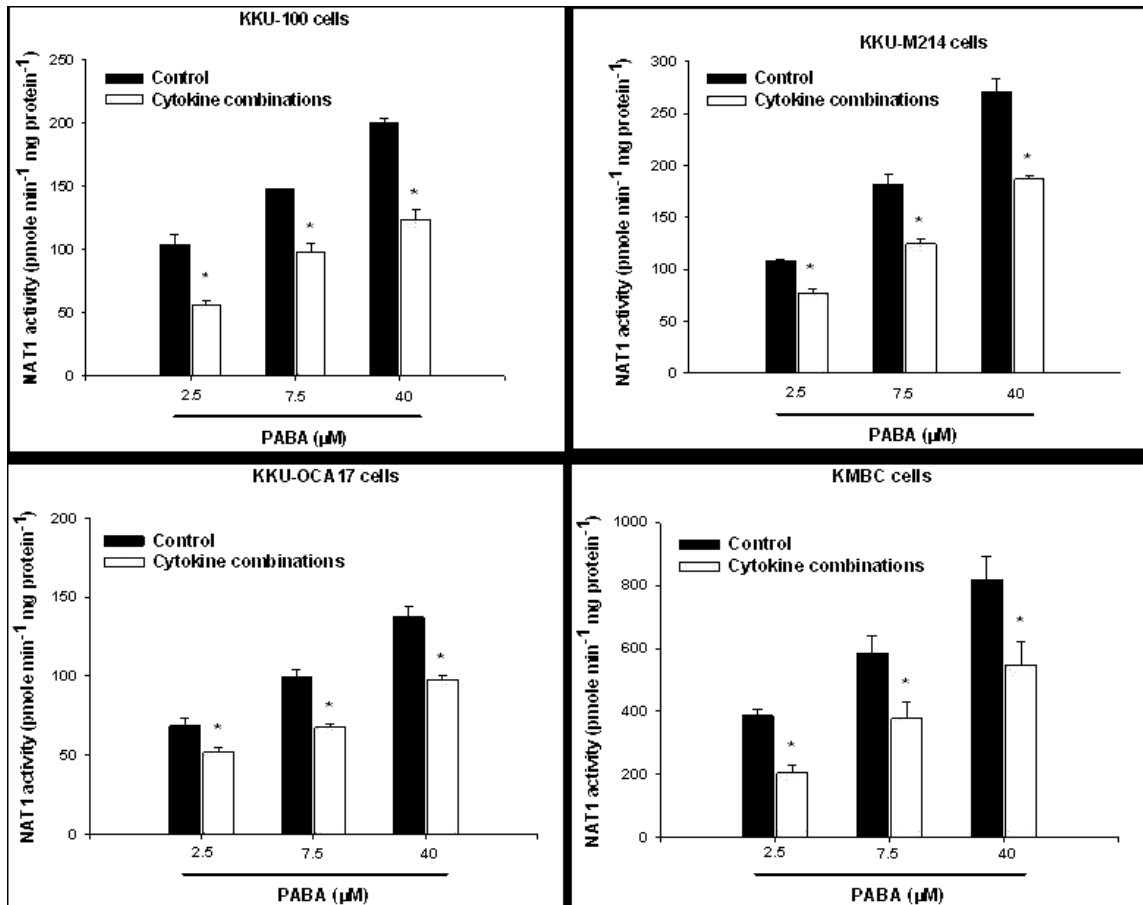 KKU-100 cells
NAT1 activity (pmole min⁻¹ mg protein⁻¹)
250
200
150
100
50
0
Control
Cytokine combinations
*
*
*
2.5 7.5 40
PABA (µM)
KKU-M214 cells
NAT1 activity (pmole min⁻¹ mg protein⁻¹)
300
250
200
150
100
50
0
Control
Cytokine combinations
*
*
*
2.5 7.5 40
PABA (µM)
KKU-OCA17 cells
NAT1 activity (pmole min⁻¹ mg protein⁻¹)
200
150
100
50
0
Control
Cytokine combinations
*
*
*
2.5 7.5 40
PABA (µM)
KMBC cells
NAT1 activity (pmole min⁻¹ mg protein⁻¹)
1000
800
600
400
200
0
Control
Cytokine combinations
*
*
*
2.5 7.5 40
PABA (µM)